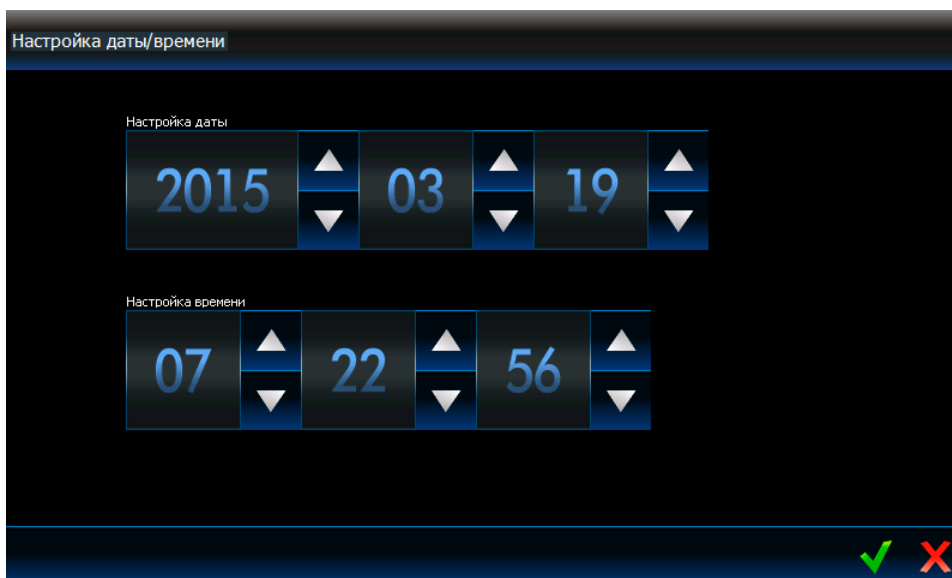 Настройка даты/времени
Настройка даты
2015 03 19
Настройка времени
07 22 56